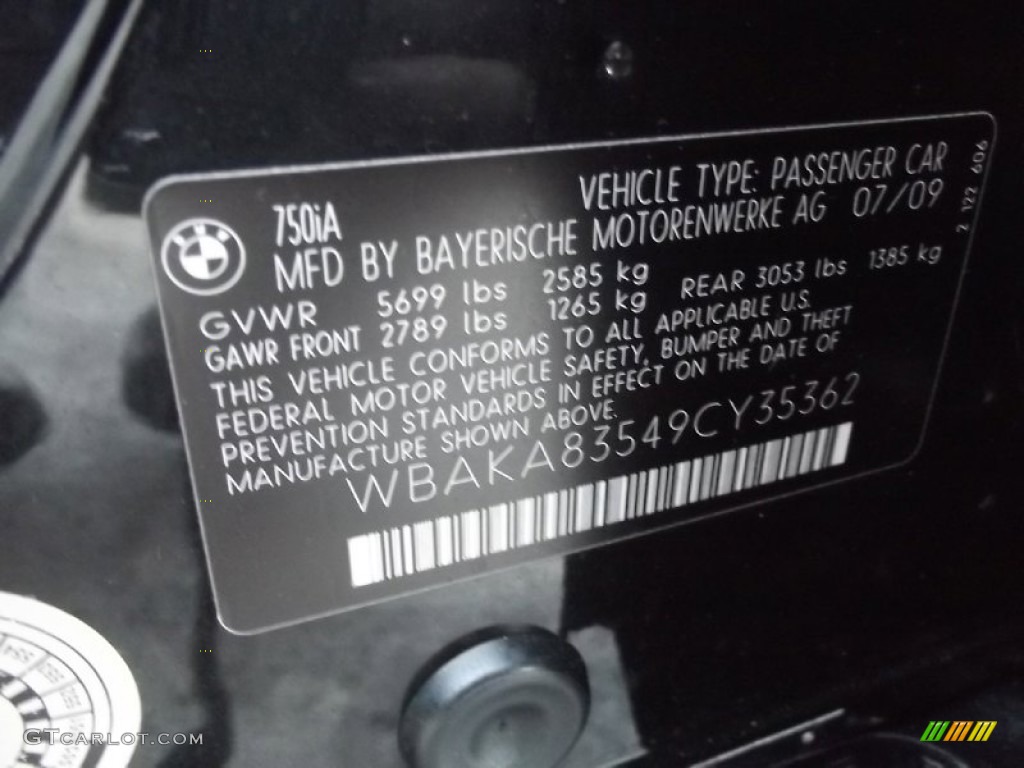 VEHICLE TYPE: PASSENGER CAR
750iA
MFD BY BAYERISCHE MOTORENWERKE AG 07/09
GVWR 5699 lbs 2585 kg
GAWR FRONT 2789 lbs 1265 kg REAR 3053 lbs 1385 kg
THIS VEHICLE CONFORMS TO ALL APPLICABLE U.S.
FEDERAL MOTOR VEHICLE SAFETY, BUMPER AND THEFT
PREVENTION STANDARDS IN EFFECT ON THE DATE OF
MANUFACTURE SHOWN ABOVE.
WBAKA83549CY35362
2 122 606
GTCARLOT.COM